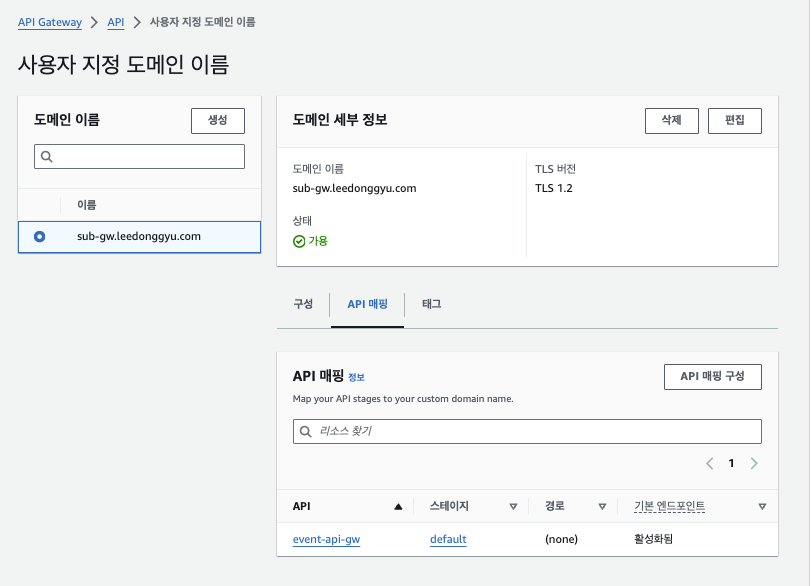 API Gateway > API > 사용자 지정 도메인 이름
사용자 지정 도메인 이름
도메인 이름
생성
이름
sub-gw.leedonggyu.com
도메인 세부 정보
삭제
편집
도메인 이름
sub-gw.leedonggyu.com
상태
가용
TLS 버전
TLS 1.2
구성
API 매핑
태그
API 매핑 정보
API 매핑 구성
Map your API stages to your custom domain name.
리소스 찾기
1
API 스테이지 경로 기본 엔드포인트
event-api-gw default (none) 활성화됨